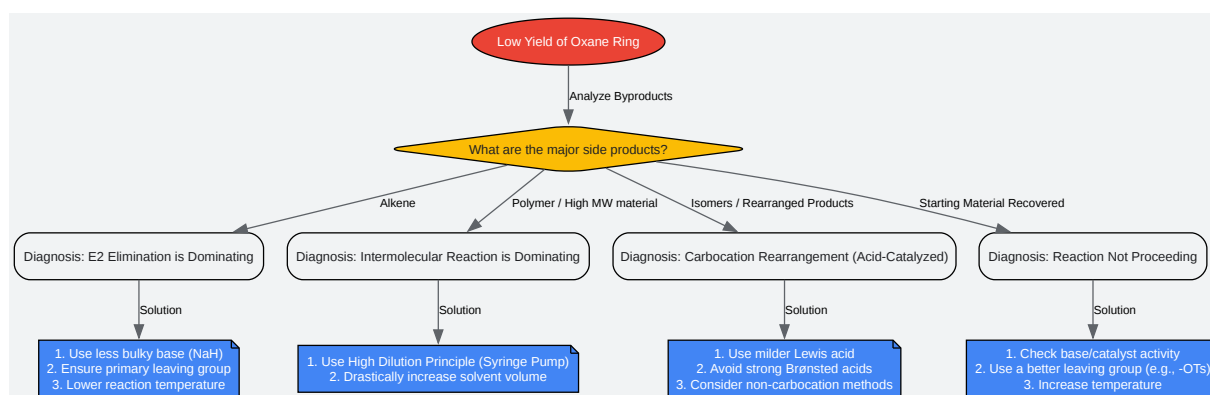 Low Yield of Oxane Ring
Analyze Byproducts
What are the major side products?
Alkene
Polymer / High MW material
Isomers / Rearranged Products
Starting Material Recovered
Diagnosis: E2 Elimination is Dominating
Diagnosis: Intermolecular Reaction is Dominating
Diagnosis: Carbocation Rearrangement (Acid-Catalyzed)
Diagnosis: Reaction Not Proceeding
Solution
Solution
Solution
Solution
1. Use less bulky base (NaH)
2. Ensure primary leaving group
3. Lower reaction temperature
1. Use High Dilution Principle (Syringe Pump)
2. Drastically increase solvent volume
1. Use milder Lewis acid
2. Avoid strong Brønsted acids
3. Consider non-carbocation methods
1. Check base/catalyst activity
2. Use a better leaving group (e.g., -OTs)
3. Increase temperature